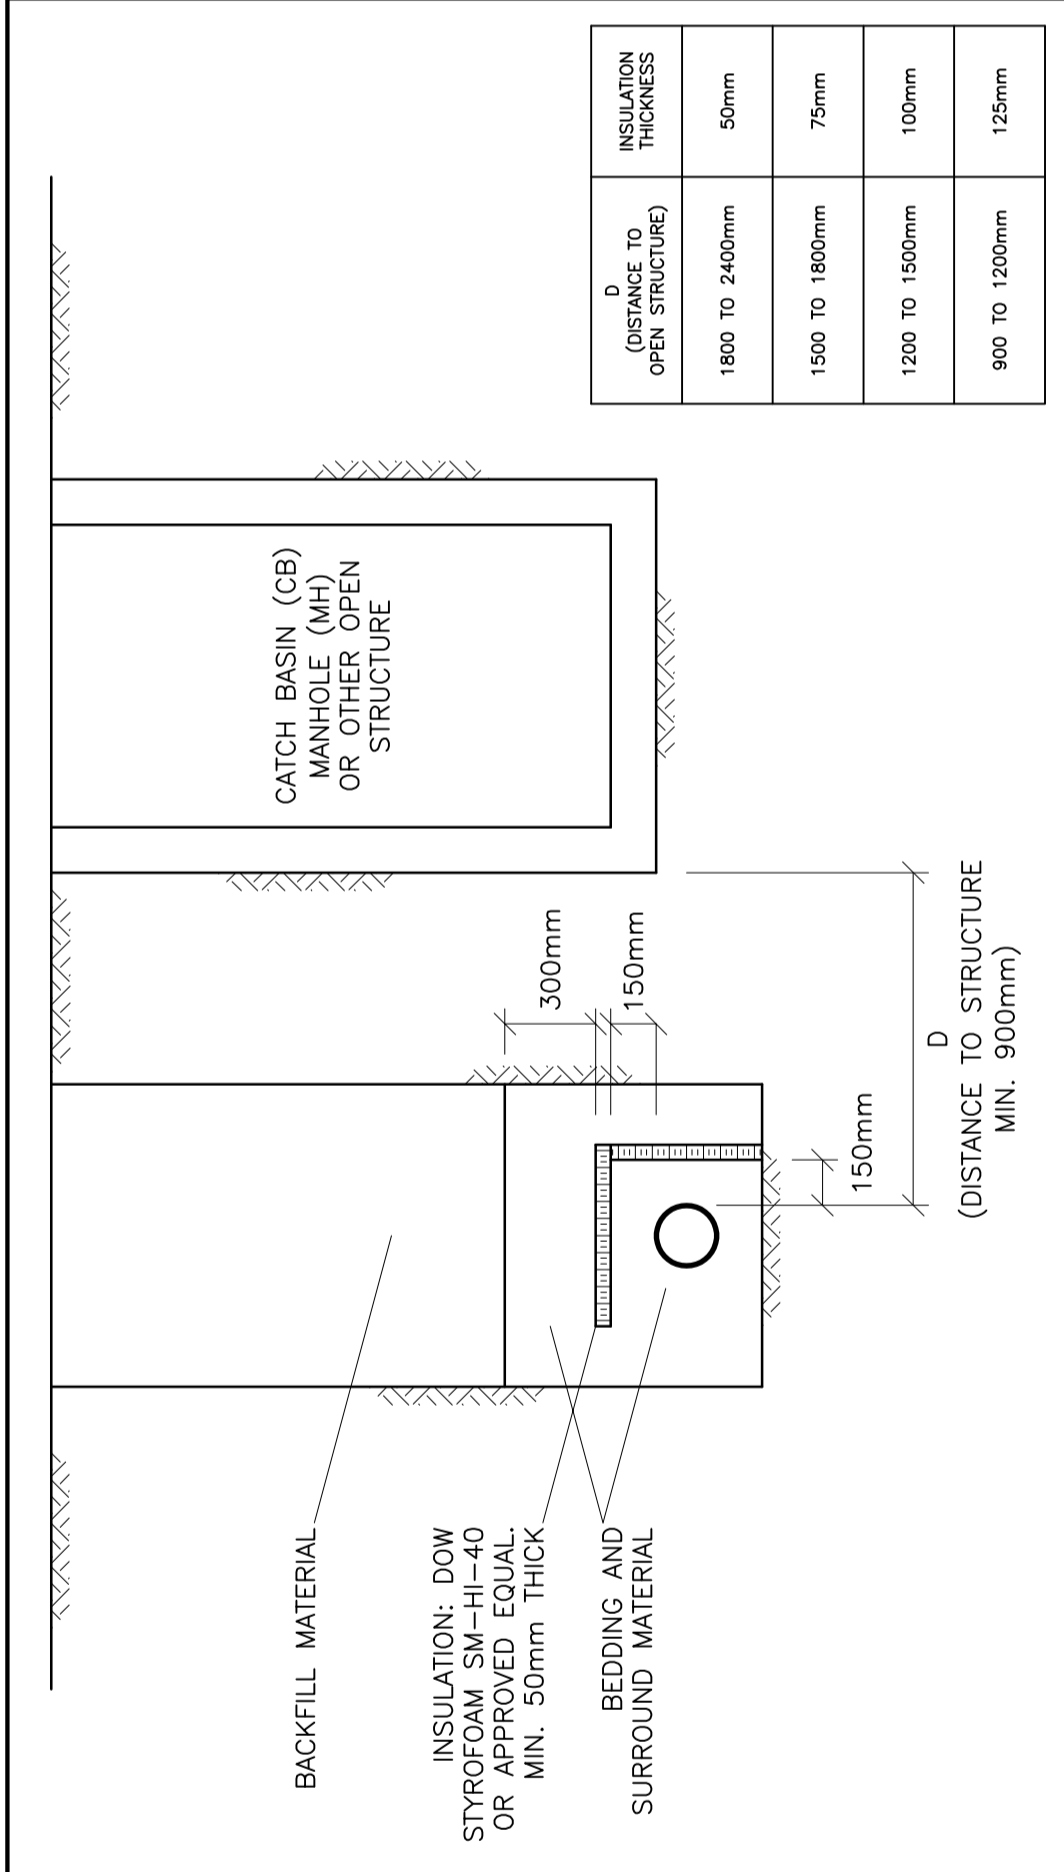 BACKFILL MATERIAL
INSULATION: DOW
STYROFOAM SM-HI-40
OR APPROVED EQUAL.
MIN. 50mm THICK
BEDDING AND
SURROUND MATERIAL
300mm
150mm
150mm
D
(DISTANCE TO STRUCTURE
MIN. 900mm)
CATCH BASIN (CB)
MANHOLE (MH)
OR OTHER OPEN
STRUCTURE
D
(DISTANCE TO
OPEN STRUCTURE)
INSULATION
THICKNESS
1800 TO 2400mm
50mm
1500 TO 1800mm
75mm
1200 TO 1500mm
100mm
900 TO 1200mm
125mm